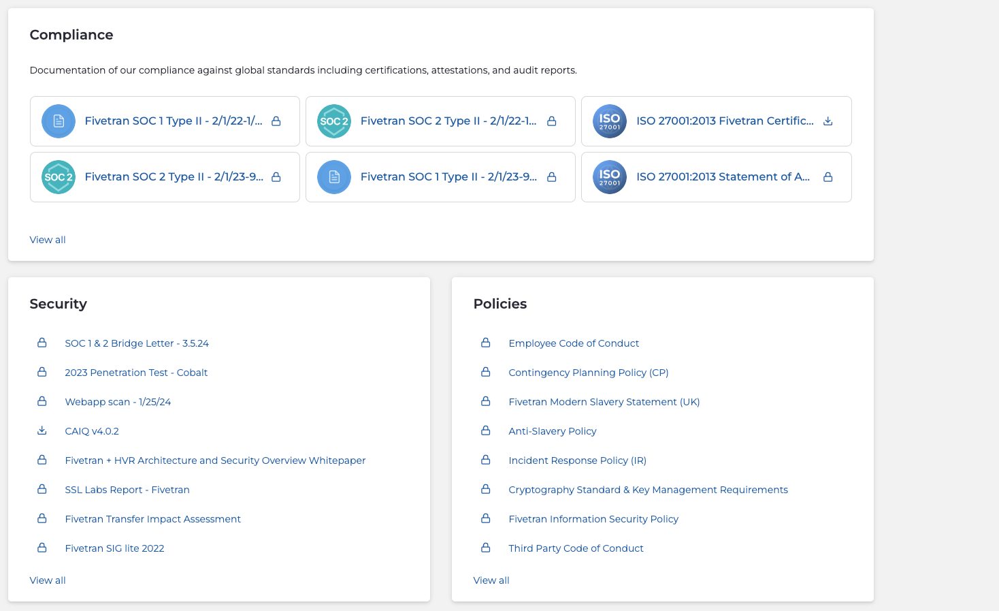 Compliance
Documentation of our compliance against global standards including certifications, attestations, and audit reports.
Fivetran SOC 1 Type II - 2/1/22-1/...
SOC 2
Fivetran SOC 2 Type II - 2/1/22-1...
ISO
27001
ISO 27001:2013 Fivetran Certific...
SOC 2
Fivetran SOC 2 Type II - 2/1/23-9...
Fivetran SOC 1 Type II - 2/1/23-9...
ISO
27001
ISO 27001:2013 Statement of A...
View all
Security
SOC 1 & 2 Bridge Letter - 3.5.24
2023 Penetration Test - Cobalt
Webapp scan - 1/25/24
CAIQ v4.0.2
Fivetran + HVR Architecture and Security Overview Whitepaper
SSL Labs Report - Fivetran
Fivetran Transfer Impact Assessment
Fivetran SIG lite 2022
View all
Policies
Employee Code of Conduct
Contingency Planning Policy (CP)
Fivetran Modern Slavery Statement (UK)
Anti-Slavery Policy
Incident Response Policy (IR)
Cryptography Standard & Key Management Requirements
Fivetran Information Security Policy
Third Party Code of Conduct
View all